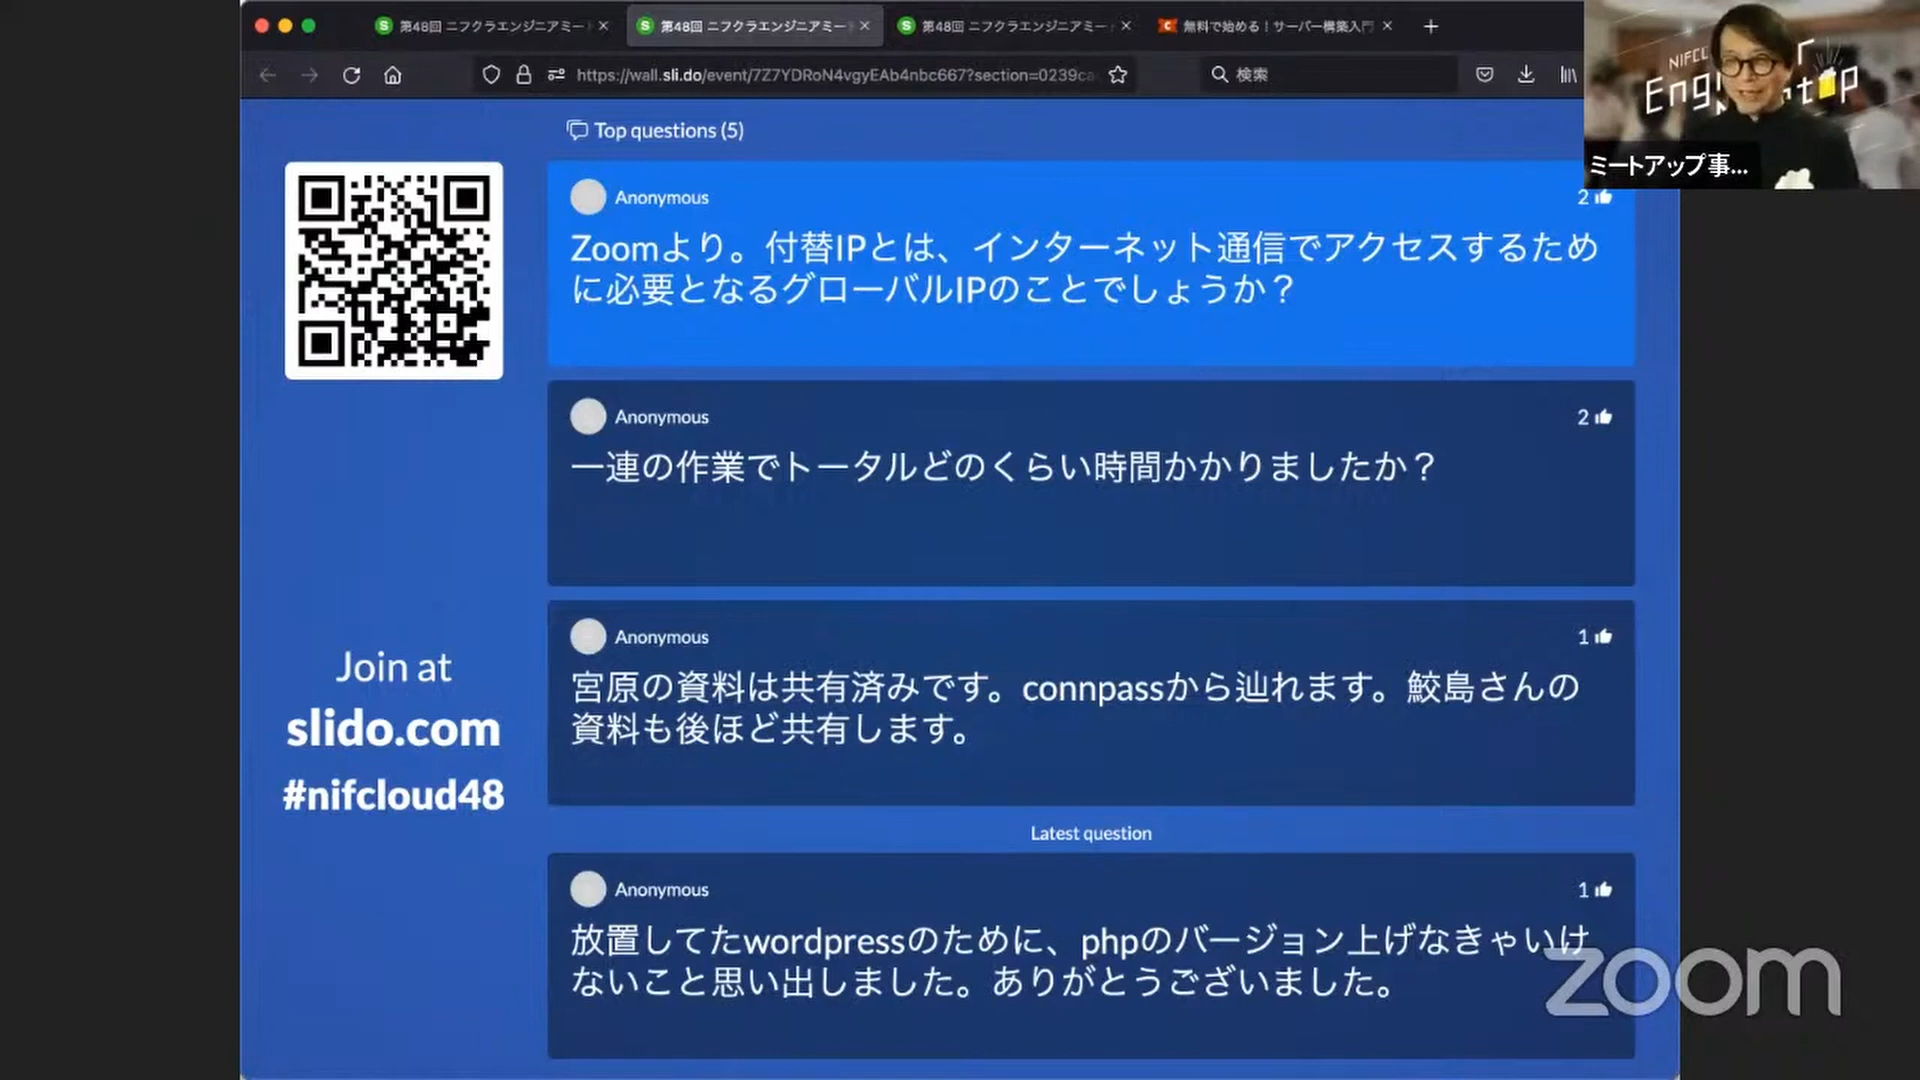 第48回 ニフクラエンジニアミート
第48回 ニフクラエンジニアミー
第48回 ニフクラエンジニアミー
無料で始める！サーバー構築入門
https://wall.sli.do/event/7Z7YDRoN4vgyEAb4nbc667?section=0239ca
検索
ミートアップ事...
Top questions (5)
Anonymous
2
Zoomより。付替IPとは、インターネット通信でアクセスするため
に必要となるグローバルIPのことでしょうか？
Anonymous
2
一連の作業でトータルどのくらい時間かかりましたか？
Anonymous
1
宮原の資料は共有済みです。connpassから辿れます。鮫島さんの
資料も後ほど共有します。
Join at
slido.com
#nifcloud48
Latest question
Anonymous
1
放置してたwordpressのために、phpのバージョン上げなきゃいけ
ないこと思い出しました。ありがとうございました。
zoom